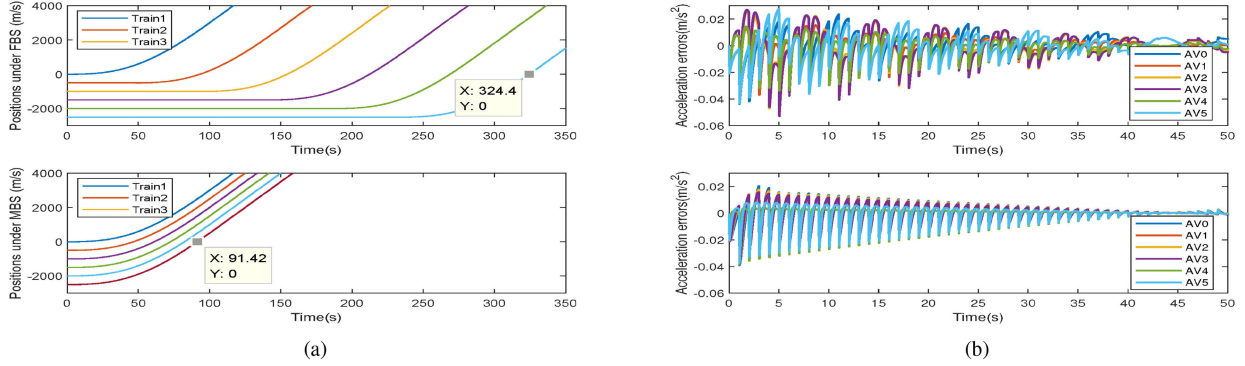 Positions under FBS (m/s)
4000
2000
0
-2000
Train1
Train2
Train3
X: 324.4
Y: 0
0 50 100 150 200 250 300 350
Time(s)
Positions under MBS (m/s)
4000
2000
0
-2000
Train1
Train2
Train3
X: 91.42
Y: 0
0 50 100 150 200 250 300 350
Time(s)
(a)
Acceleration errors(m/s²)
0.02
0
-0.02
-0.04
-0.06
AV0
AV1
AV2
AV3
AV4
AV5
0 5 10 15 20 25 30 35 40 45 50
Time(s)
Acceleration errors(m/s²)
0.02
0
-0.02
-0.04
-0.06
AV0
AV1
AV2
AV3
AV4
AV5
0 5 10 15 20 25 30 35 40 45 50
Time(s)
(b)